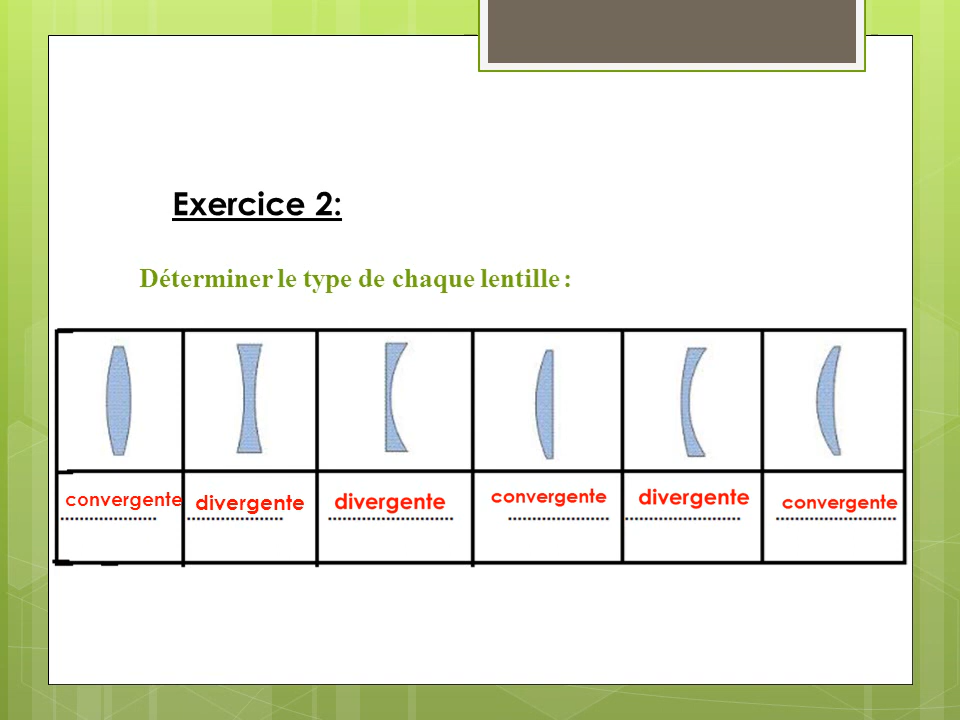 Exercice 2:
Déterminer le type de chaque lentille :
convergente divergente divergente convergente divergente convergente